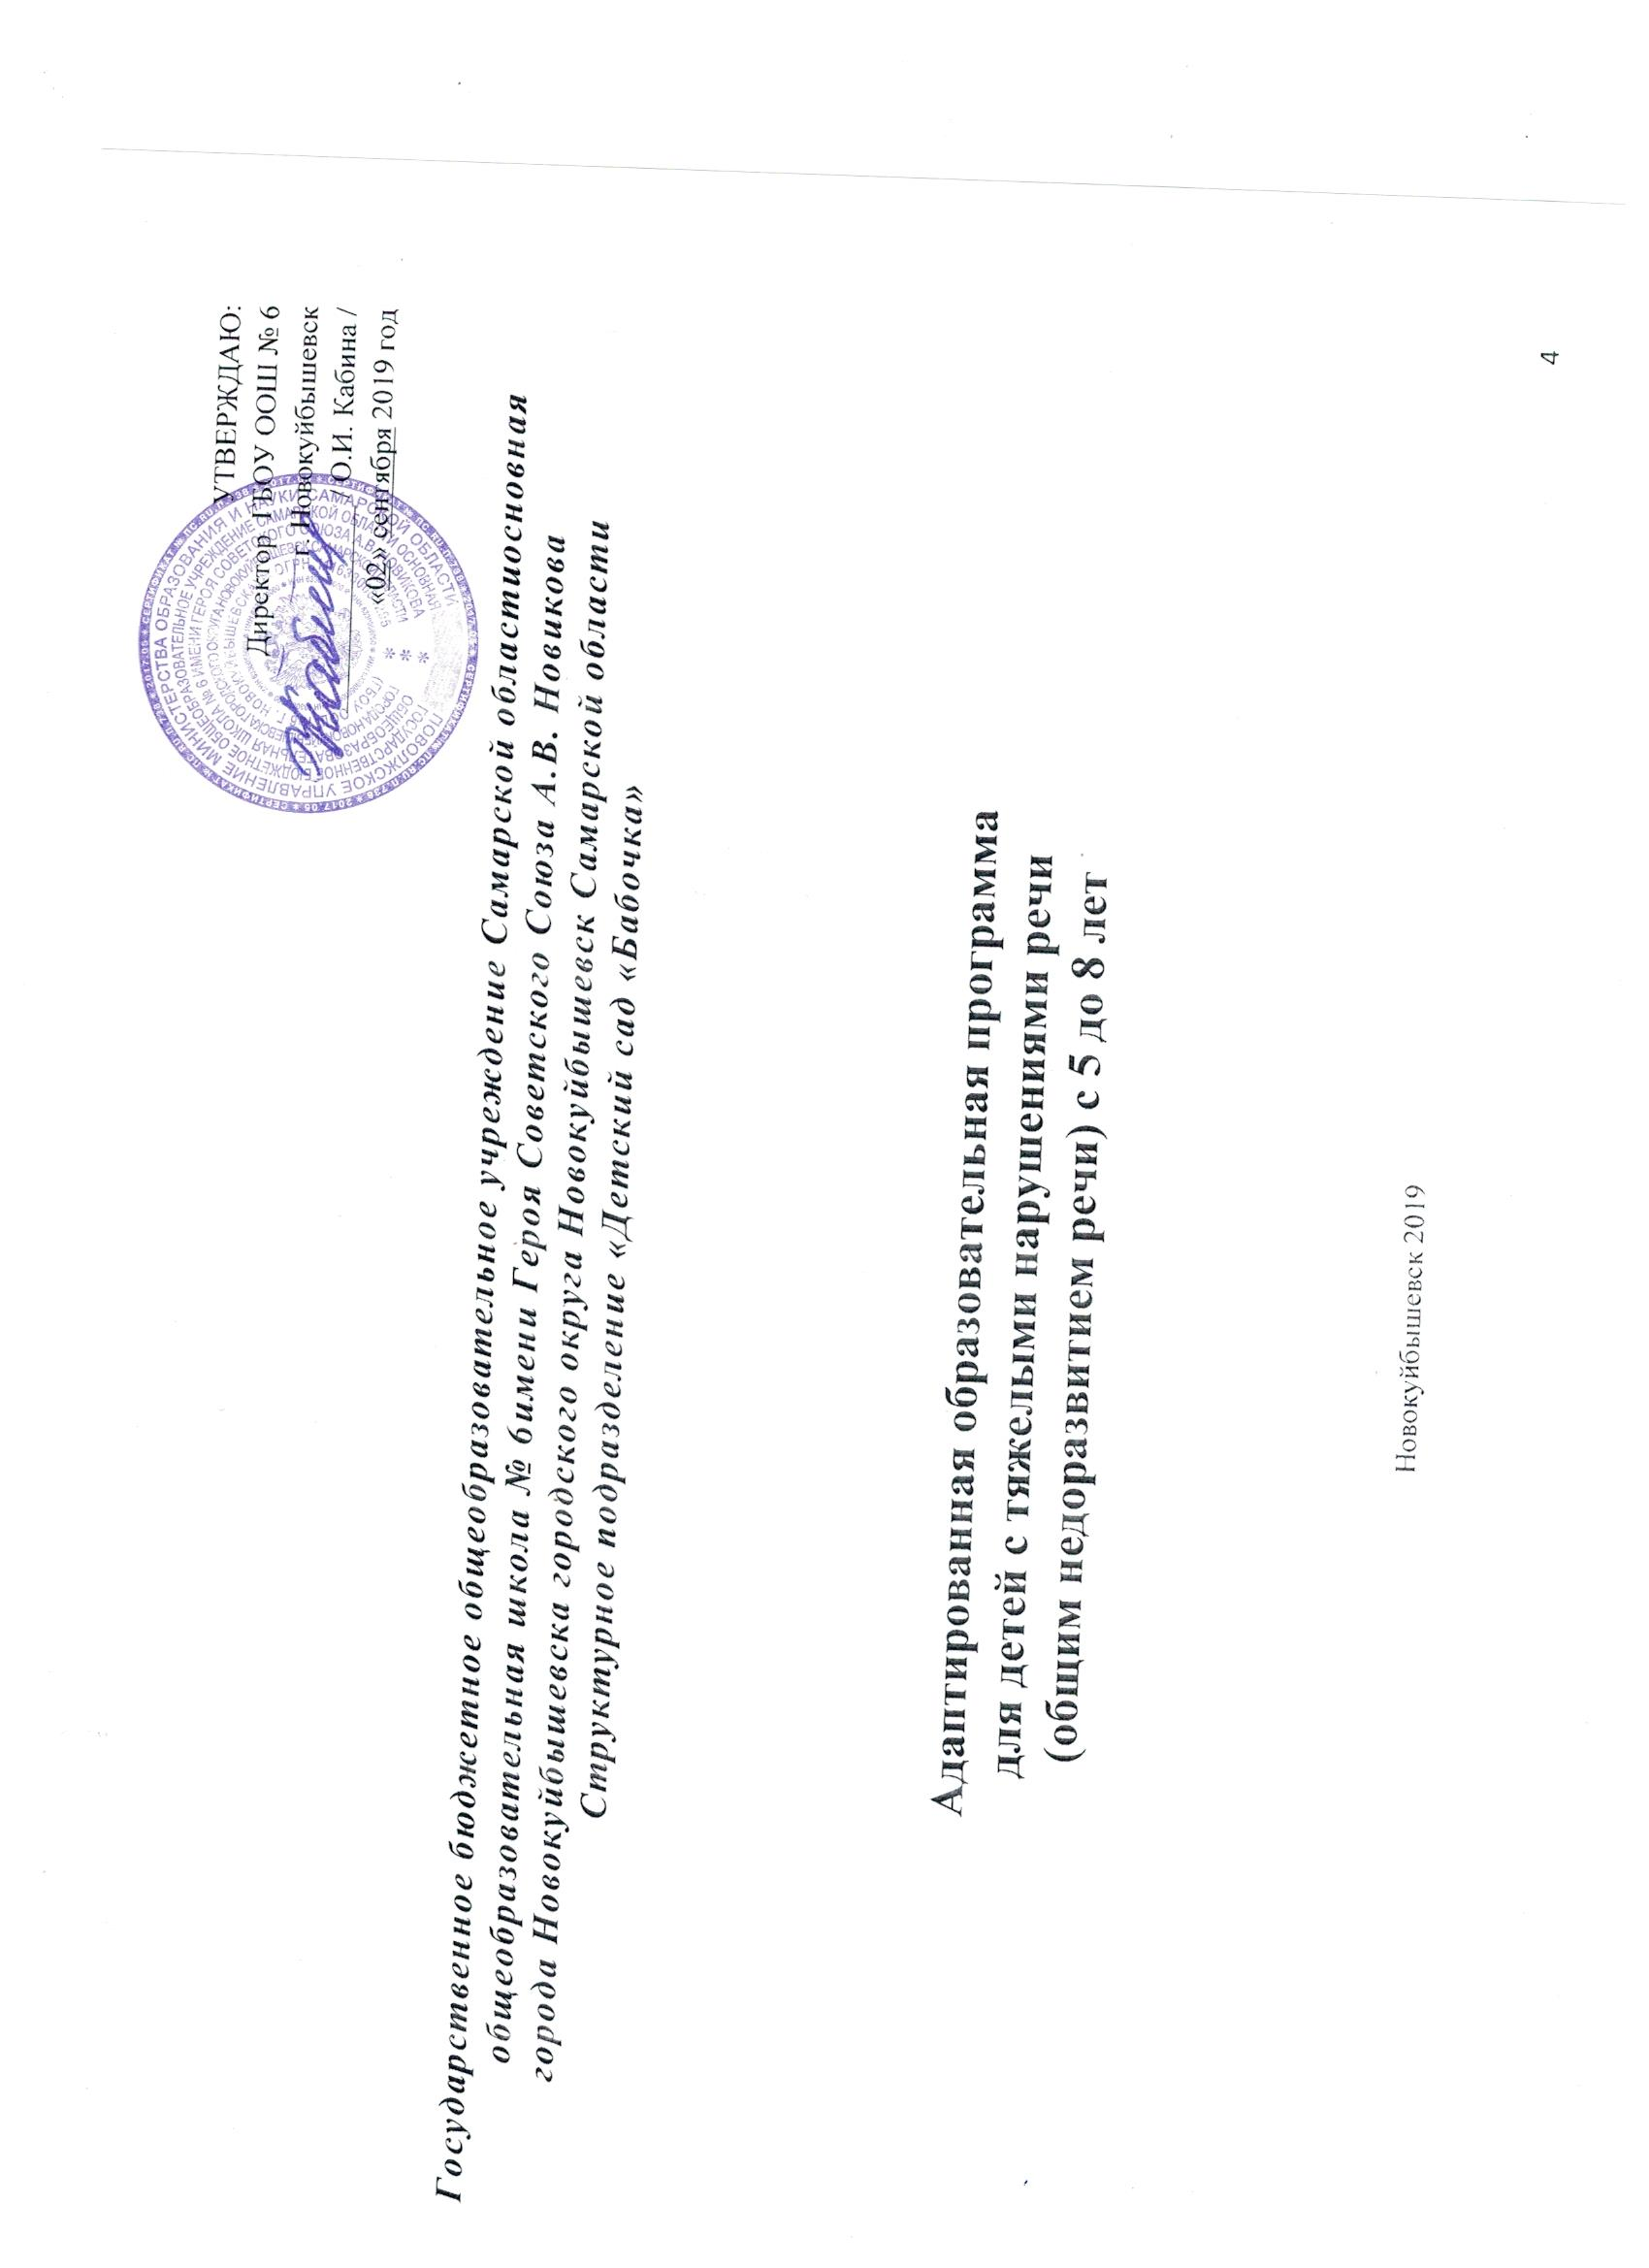 УТВЕРЖДАЮ:
Директор ГБОУ ООШ № 6
г. Новокуйбышевск
/ О.И. Кабина /
«02» сентября 2019 год
Государственное бюджетное общеобразовательное учреждение Самарской областиосновная
общеобразовательная школа № 6имени Героя Советского Союза А.В. Новикова
города Новокуйбышевска городского округа Новокуйбышевск Самарской области
Структурное подразделение «Детский сад «Бабочка»
Адаптированная образовательная программа
для детей с тяжелыми нарушениями речи
(общим недоразвитием речи) с 5 до 8 лет
Новокуйбышевск 2019
4